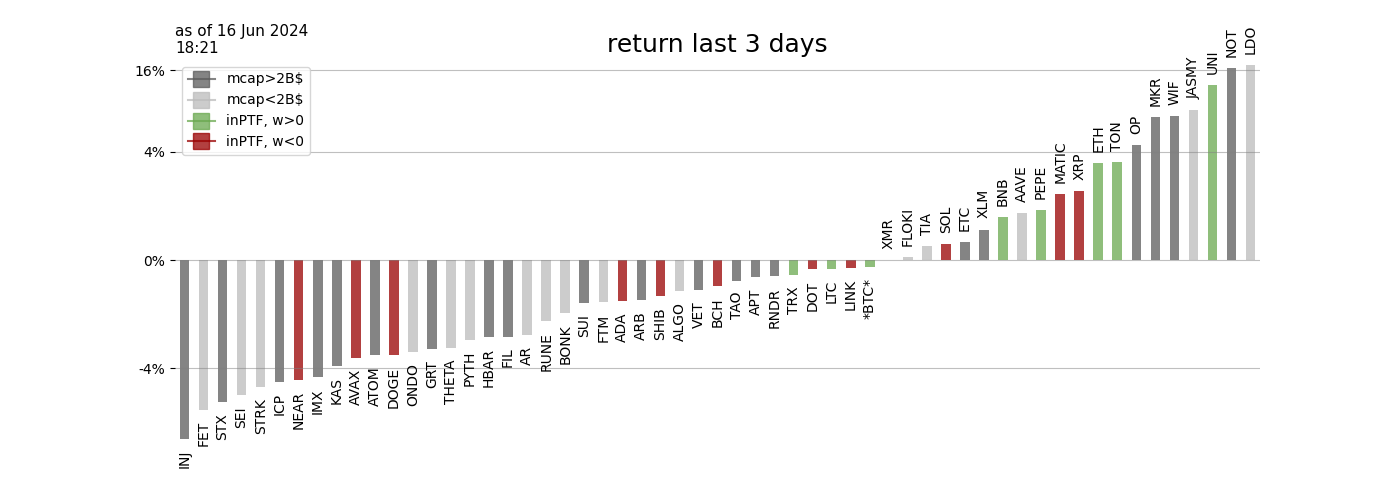 as of 16 Jun 2024
18:21
return last 3 days
16%
4%
0%
-4%
mcap>2B$
mcap<2B$
inPTF, w>0
inPTF, w<0
INJ
FET
STX
SEI
STRK
ICP
NEAR
IMX
KAS
AVAX
ATOM
DOGE
ONDO
GRT
THETA
PYTH
HBAR
FIL
AR
RUNE
BONK
SUI
FTM
ADA
ARB
SHIB
ALGO
VET
BCH
TAO
APT
RNDR
TRX
DOT
LTC
LINK
*BTC*
XMR
FLOKI
TIA
SOL
ETC
XLM
BNB
AAVE
PEPE
MATIC
XRP
ETH
TON
OP
MKR
WIF
JASMY
UNI
NOT
LDO